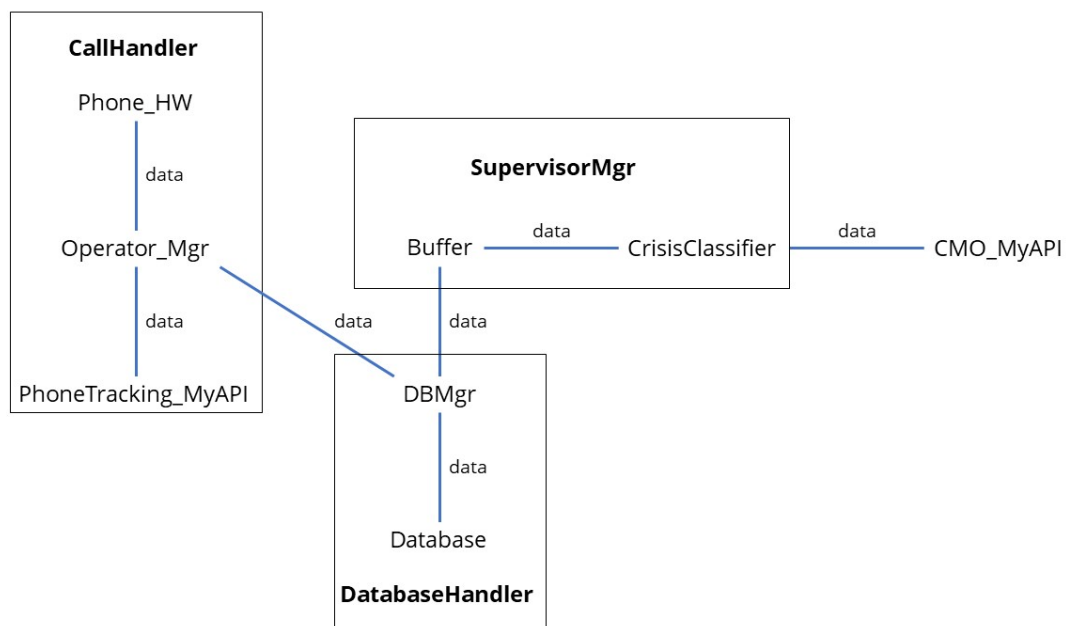 CallHandler
Phone_HW
data
Operator_Mgr
data
PhoneTracking_MyAPI
SupervisorMgr
Buffer
data
CrisisClassifier
data
CMO_MyAPI
data
data
DBMgr
data
Database
DatabaseHandler